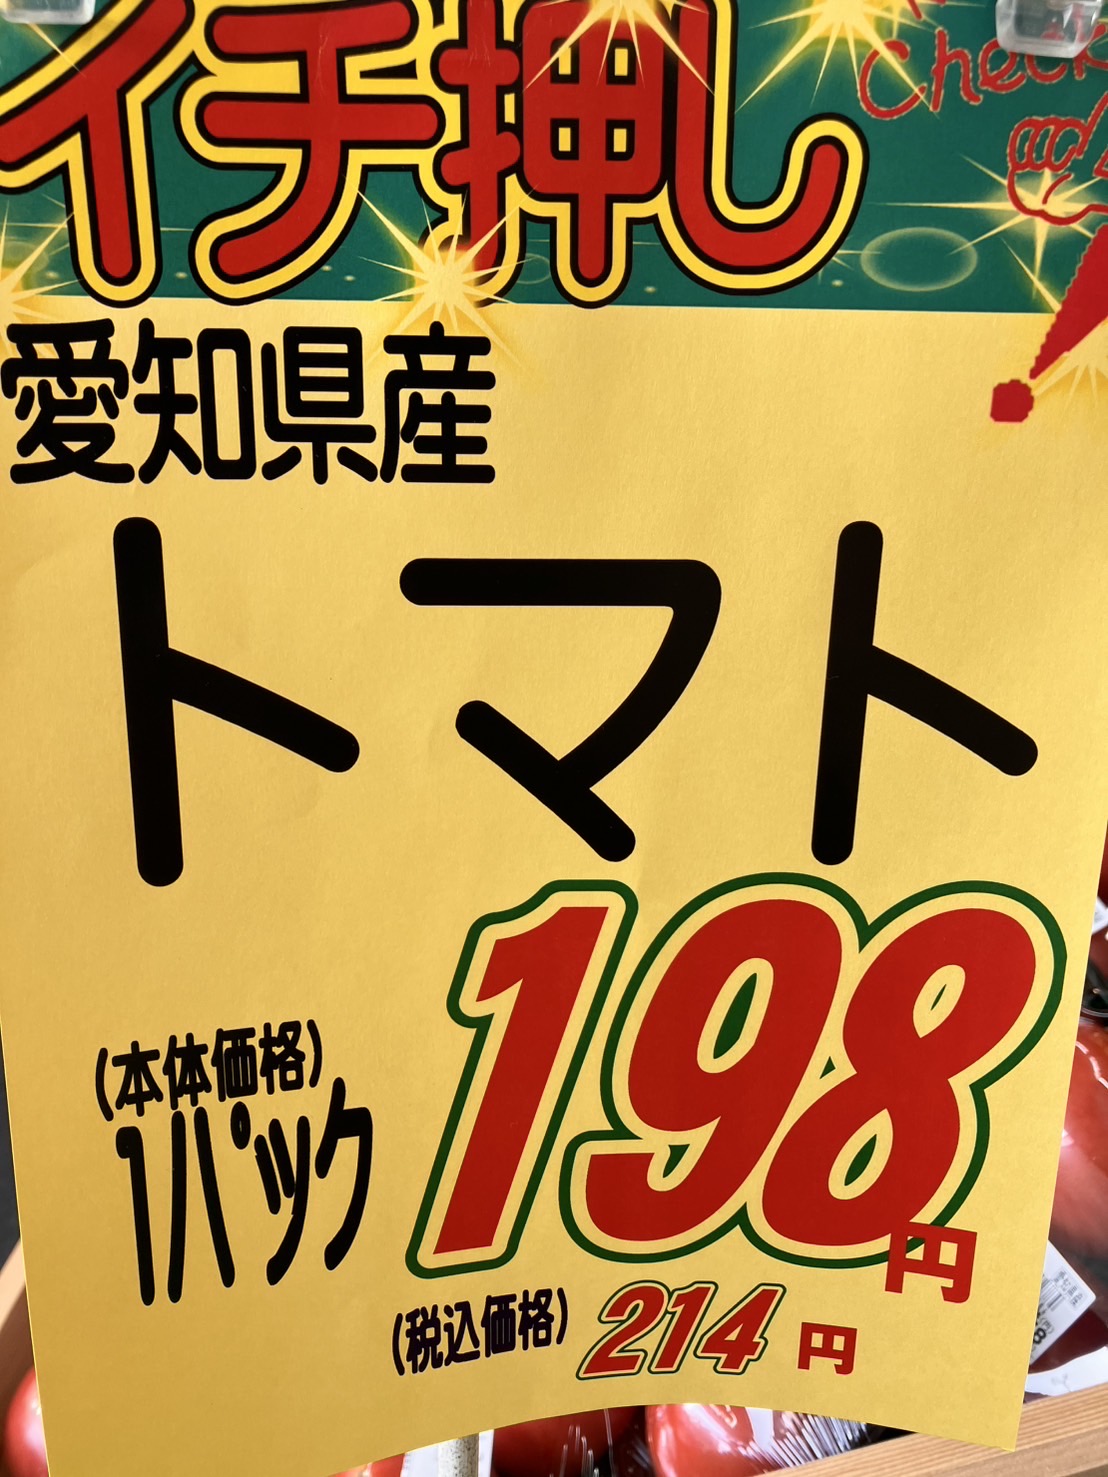 イチ押し
Check
愛知県産
トマト
(本体価格)
1パック
198円
(税込価格) 214円